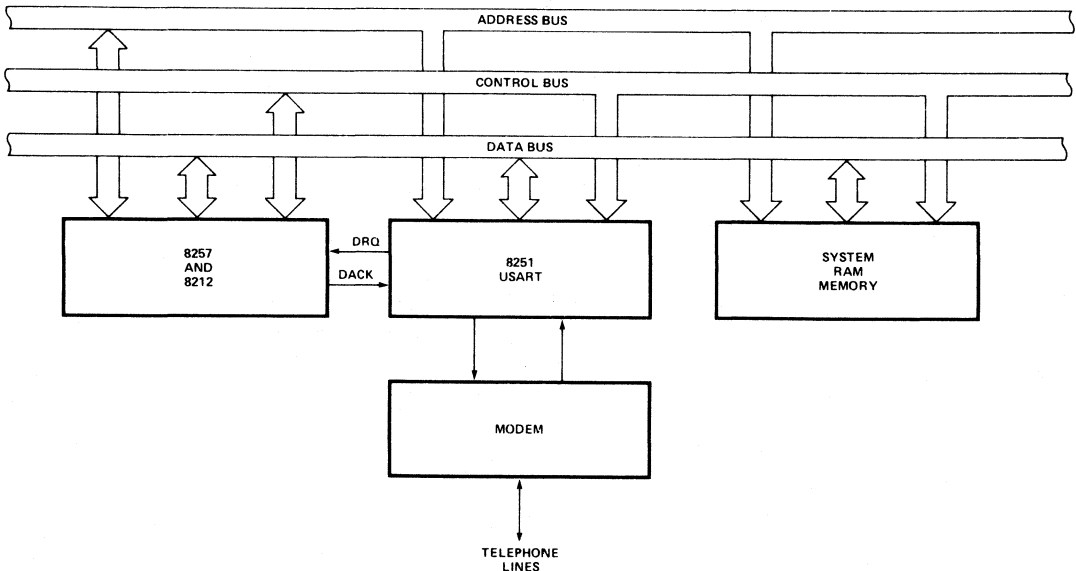 ADDRESS BUS
CONTROL BUS
DATA BUS
8257
AND
8212
DRQ
DACK
8251
USART
SYSTEM
RAM
MEMORY
MODEM
TELEPHONE
LINES